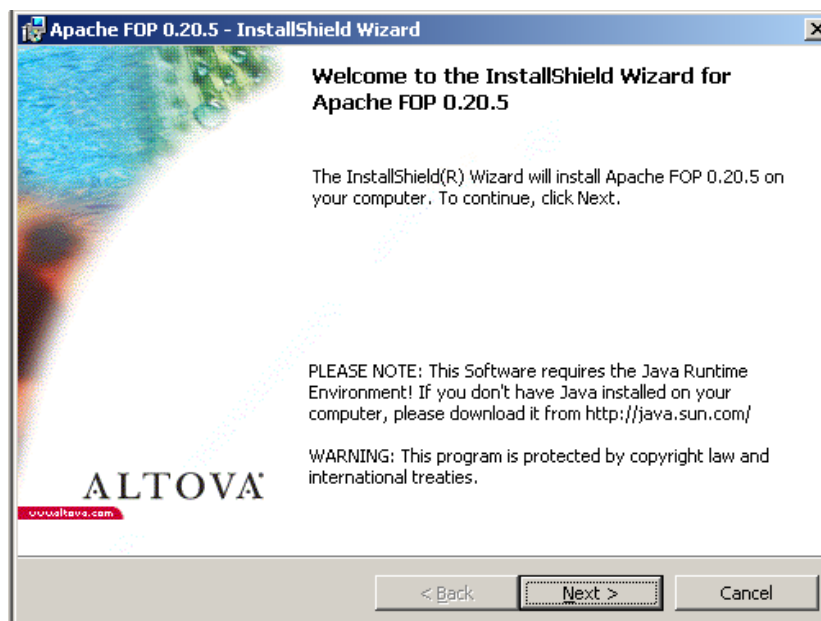 Apache FOP 0.20.5 - InstallShield Wizard
Welcome to the InstallShield Wizard for
Apache FOP 0.20.5
The InstallShield(R) Wizard will install Apache FOP 0.20.5 on
your computer. To continue, click Next.
PLEASE NOTE: This Software requires the Java Runtime
Environment! If you don't have Java installed on your
computer, please download it from http://java.sun.com/
WARNING: This program is protected by copyright law and
international treaties.
ALTOVA
www.altova.com
< Back
Next >
Cancel